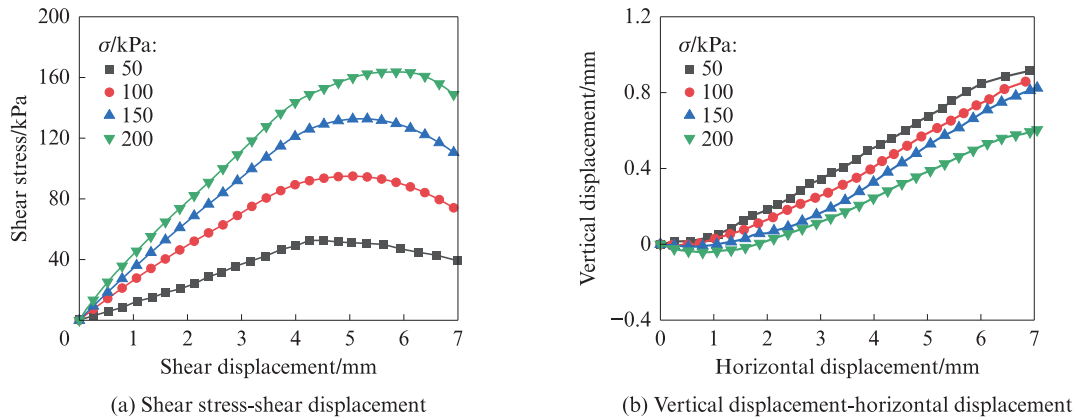 200
160
120
80
40
0
Shear stress/kPa
σ/kPa:
50
100
150
200
0 1 2 3 4 5 6 7
Shear displacement/mm
(a) Shear stress-shear displacement
1.2
0.8
0.4
0
−0.4
Vertical displacement/mm
σ/kPa:
50
100
150
200
0 1 2 3 4 5 6 7
Horizontal displacement/mm
(b) Vertical displacement-horizontal displacement